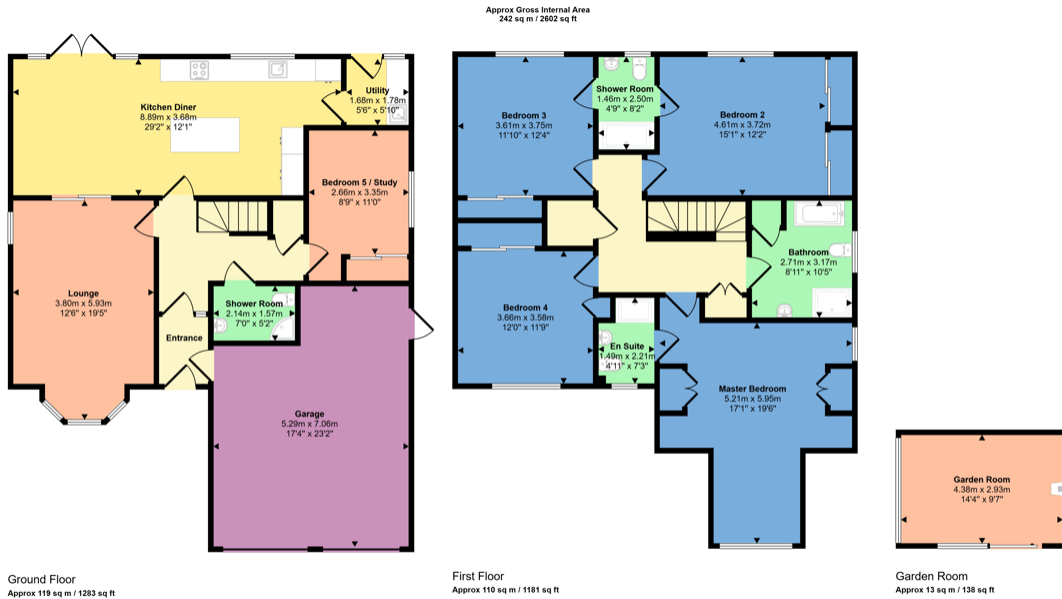 Approx Gross Internal Area
242 sq m / 2602 sq ft
Kitchen Diner
8.89m x 3.68m
29'2" x 12'1"
Utility
1.68m x 1.78m
5'6" x 5'10"
Bedroom 5 / Study
2.66m x 3.35m
8'9" x 11'0"
Lounge
3.80m x 5.93m
12'6" x 19'5"
Shower Room
2.14m x 1.57m
7'0" x 5'2"
Entrance
Garage
5.29m x 7.06m
17'4" x 23'2"
Ground Floor
Approx 119 sq m / 1283 sq ft
Bedroom 3
3.61m x 3.75m
11'10" x 12'4"
Shower Room
1.46m x 2.50m
4'9" x 8'2"
Bedroom 2
4.61m x 3.72m
15'1" x 12'2"
Bathroom
2.71m x 3.17m
8'11" x 10'5"
Bedroom 4
3.66m x 3.58m
12'0" x 11'9"
En Suite
1.49m x 2.21m
4'11" x 7'3"
Master Bedroom
5.21m x 5.95m
17'1" x 19'6"
First Floor
Approx 110 sq m / 1181 sq ft
Garden Room
4.38m x 2.93m
14'4" x 9'7"
Garden Room
Approx 13 sq m / 138 sq ft